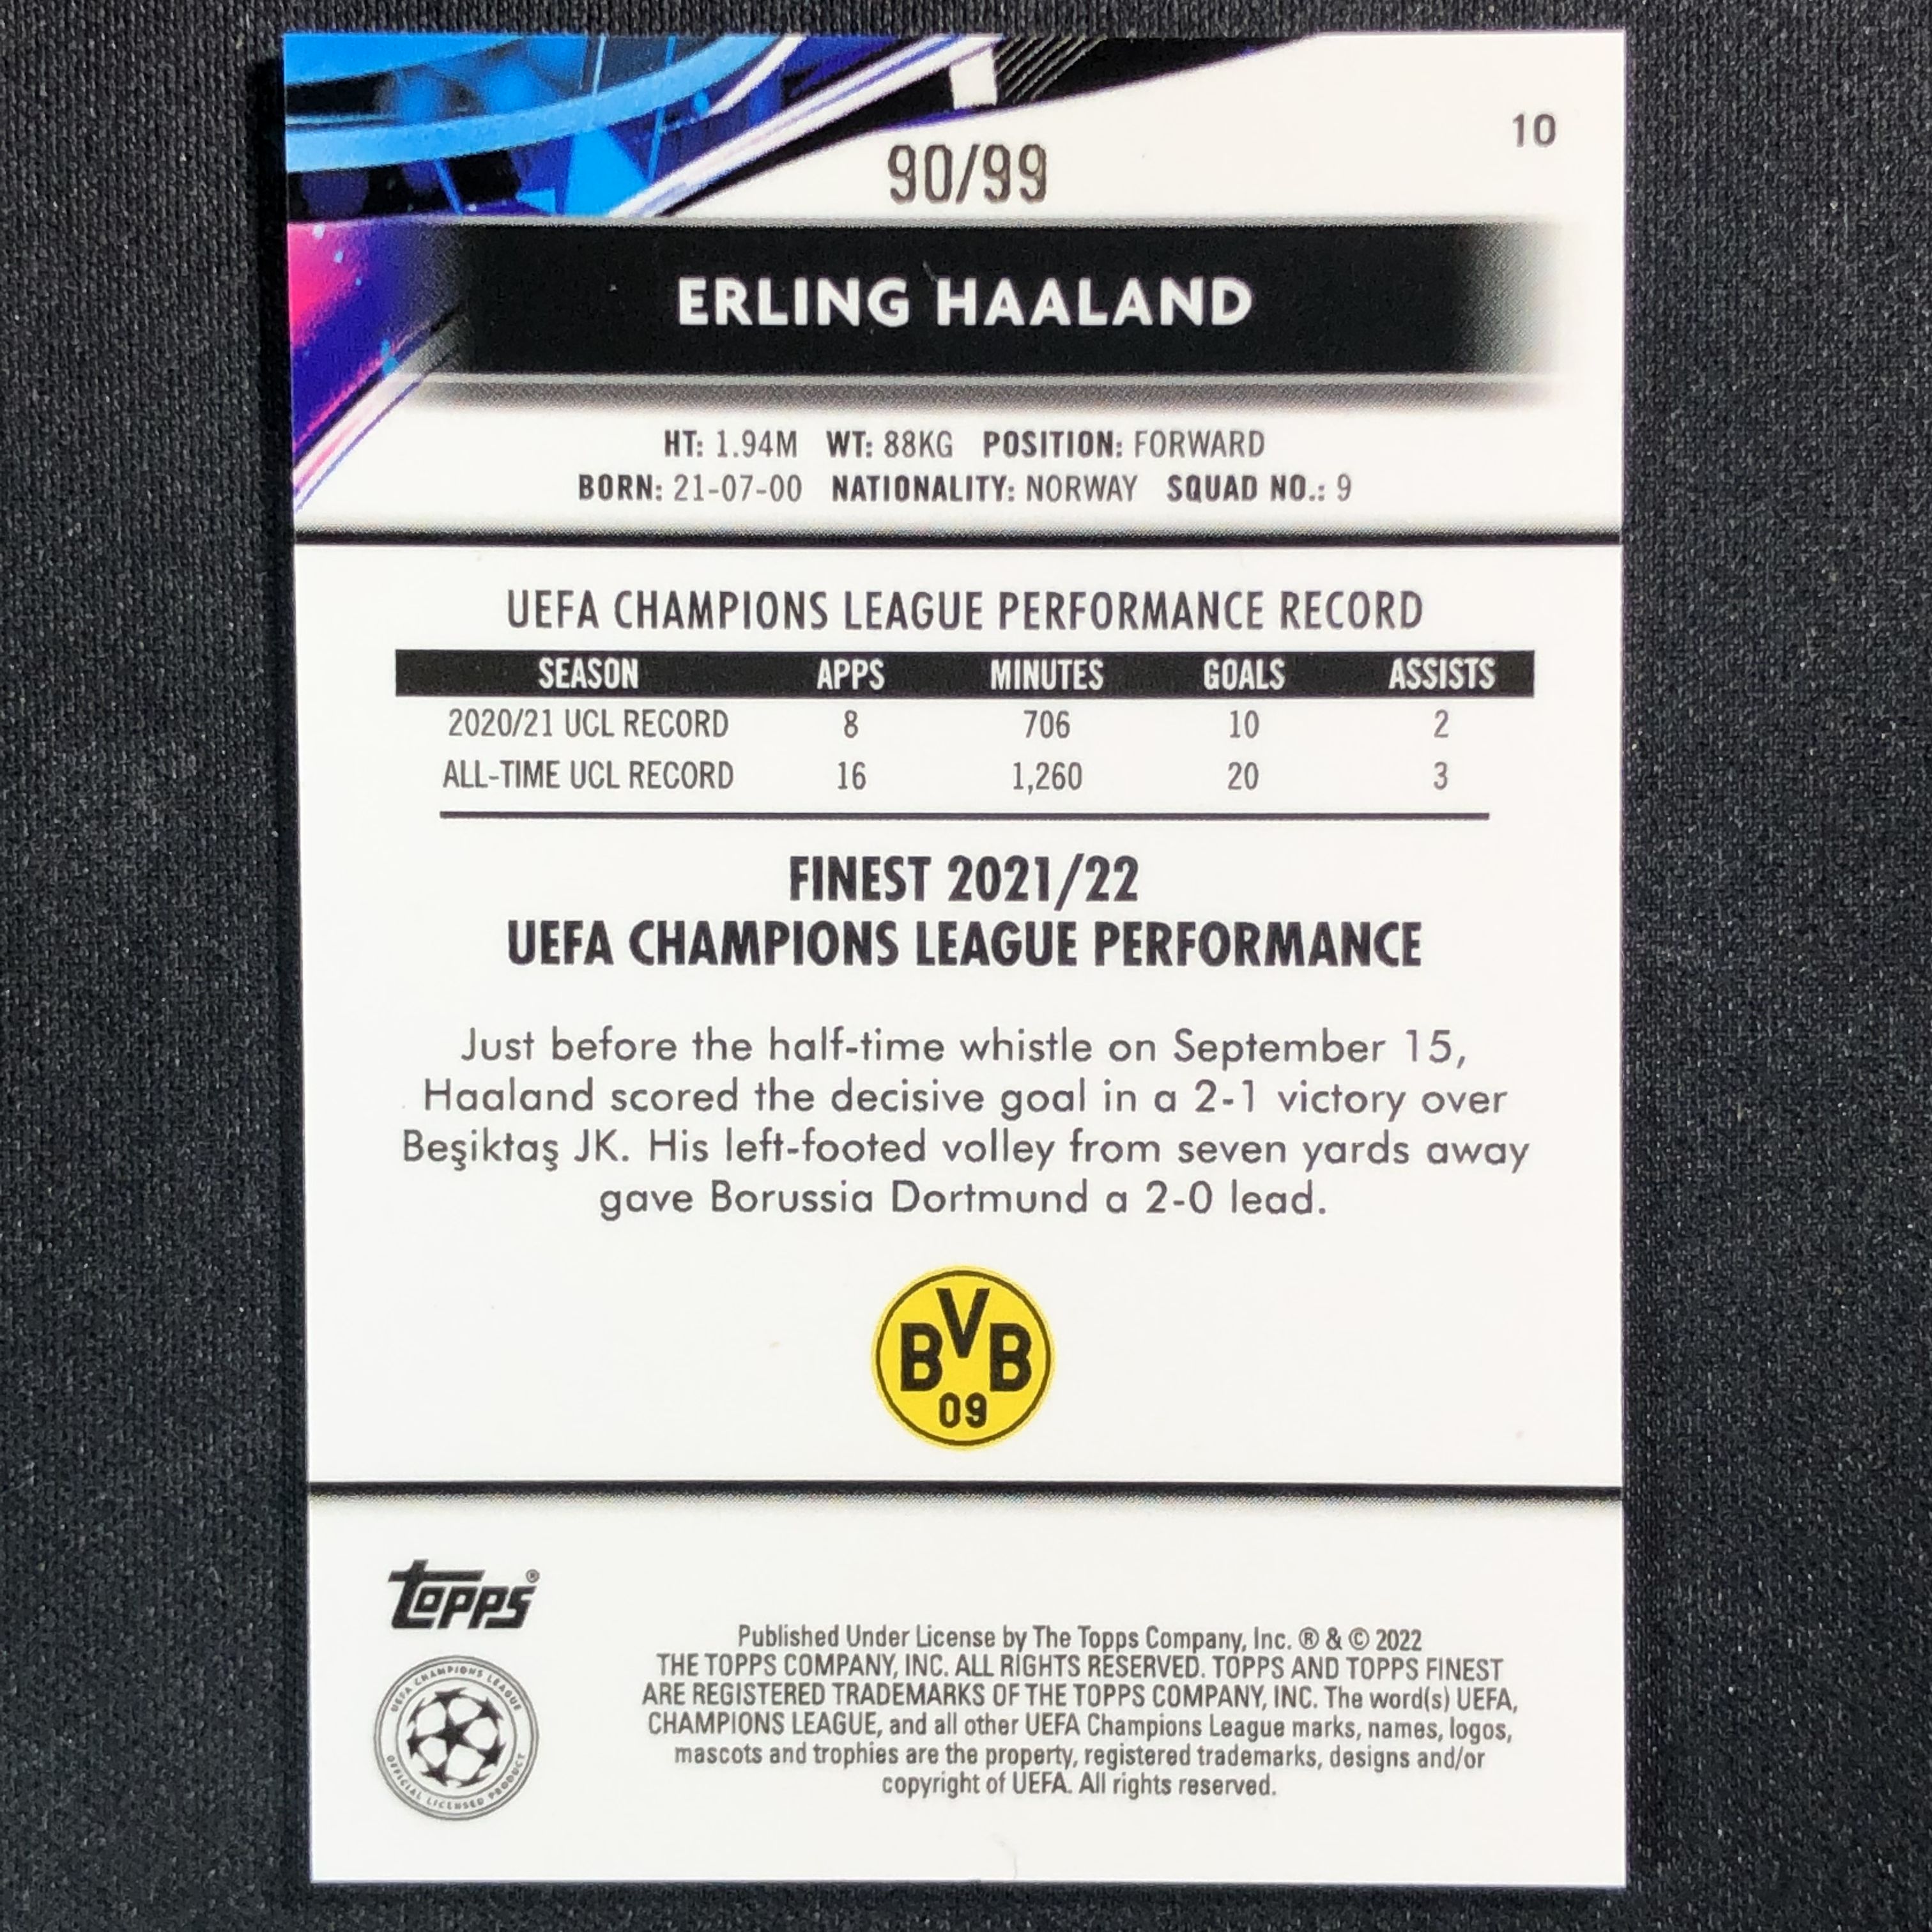 10
90/99
ERLING HAALAND
HT: 1.94M WT: 88KG POSITION: FORWARD
BORN: 21-07-00 NATIONALITY: NORWAY SQUAD NO.: 9
UEFA CHAMPIONS LEAGUE PERFORMANCE RECORD
SEASON APPS MINUTES GOALS ASSISTS
2020/21 UCL RECORD 8 706 10 2
ALL-TIME UCL RECORD 16 1,260 20 3
FINEST 2021/22
UEFA CHAMPIONS LEAGUE PERFORMANCE
Just before the half-time whistle on September 15,
Haaland scored the decisive goal in a 2-1 victory over
Beşiktaş JK. His left-footed volley from seven yards away
gave Borussia Dortmund a 2-0 lead.
BVB
09
topps®
UEFA CHAMPIONS LEAGUE
OFFICIAL LICENSED PRODUCT
Published Under License by The Topps Company, Inc. ® & © 2022
THE TOPPS COMPANY, INC. ALL RIGHTS RESERVED. TOPPS AND TOPPS FINEST
ARE REGISTERED TRADEMARKS OF THE TOPPS COMPANY, INC. The word(s) UEFA,
CHAMPIONS LEAGUE, and all other UEFA Champions League marks, names, logos,
mascots and trophies are the property, registered trademarks, designs and/or
copyright of UEFA. All rights reserved.